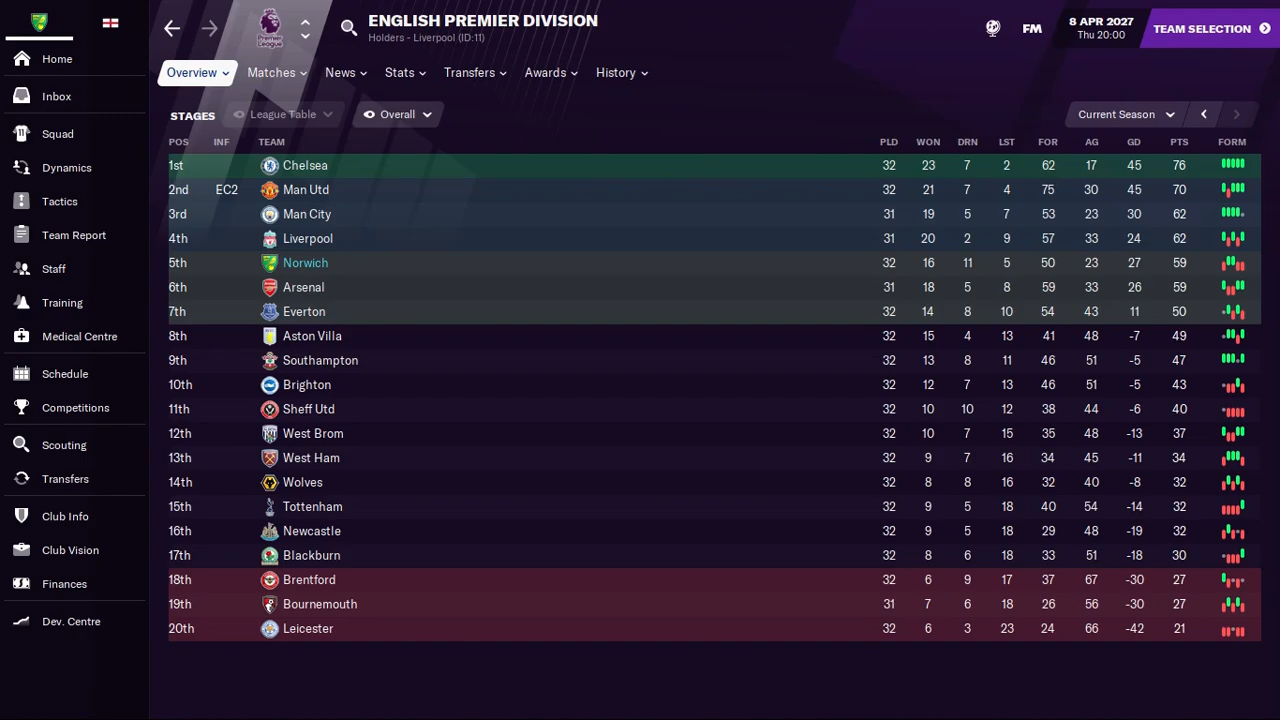 ENGLISH PREMIER DIVISION
Holders - Liverpool (ID:11)
FM
8 APR 2027
Thu 20:00
TEAM SELECTION
Home
Inbox
Squad
Dynamics
Tactics
Team Report
Staff
Training
Medical Centre
Schedule
Competitions
Scouting
Transfers
Club Info
Club Vision
Finances
Dev. Centre
Overview Matches News Stats Transfers Awards History
STAGES League Table Overall Current Season
POS INF TEAM PLD WON DRN LST FOR AG GD PTS FORM
1st Chelsea 32 23 7 2 62 17 45 76
2nd EC2 Man Utd 32 21 7 4 75 30 45 70
3rd Man City 31 19 5 7 53 23 30 62
4th Liverpool 31 20 2 9 57 33 24 62
5th Norwich 32 16 11 5 50 23 27 59
6th Arsenal 31 18 5 8 59 33 26 59
7th Everton 32 14 8 10 54 43 11 50
8th Aston Villa 32 15 4 13 41 48 -7 49
9th Southampton 32 13 8 11 46 51 -5 47
10th Brighton 32 12 7 13 46 51 -5 43
11th Sheff Utd 32 10 10 12 38 44 -6 40
12th West Brom 32 10 7 15 35 48 -13 37
13th West Ham 32 9 7 16 34 45 -11 34
14th Wolves 32 8 8 16 32 40 -8 32
15th Tottenham 32 9 5 18 40 54 -14 32
16th Newcastle 32 9 5 18 29 48 -19 32
17th Blackburn 32 8 6 18 33 51 -18 30
18th Brentford 32 6 9 17 37 67 -30 27
19th Bournemouth 31 7 6 18 26 56 -30 27
20th Leicester 32 6 3 23 24 66 -42 21